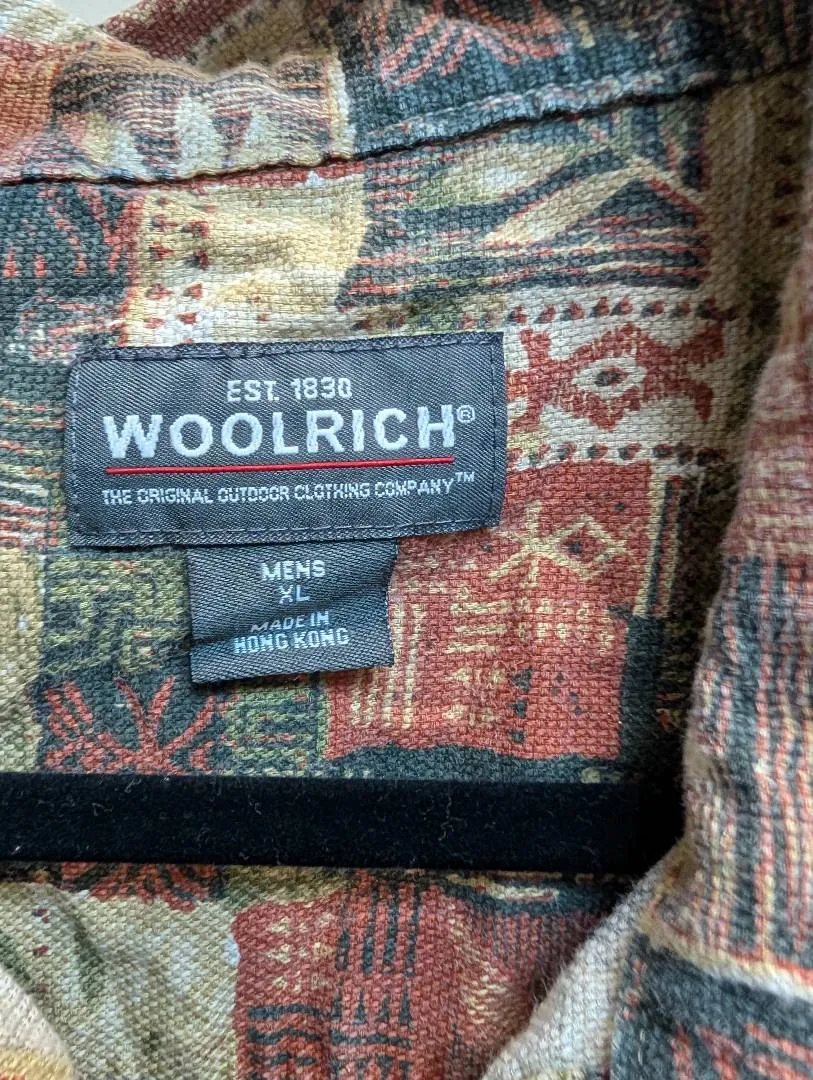 EST. 1830
WOOLRICH®
THE ORIGINAL OUTDOOR CLOTHING COMPANY™
MENS
XL
MADE IN
HONG KONG